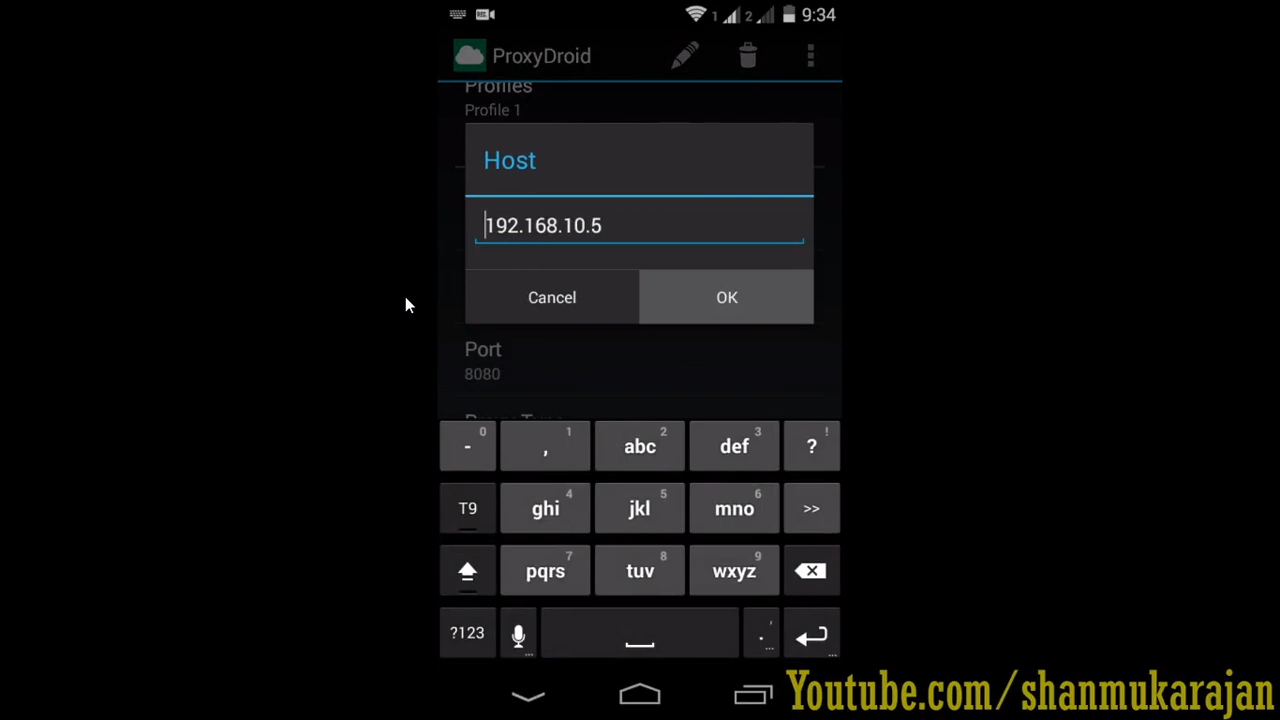 1 2 9:34
ProxyDroid
Profiles
Profile 1
Host
192.168.10.5
Cancel OK
Port
8080
- 0 , 1 abc 2 def 3 ? !
T9 ghi 4 jkl 5 mno 6 >>
pqrs 7 tuv 8 wxyz 9
?123 . ' ...
Youtube.com/shanmukarajan